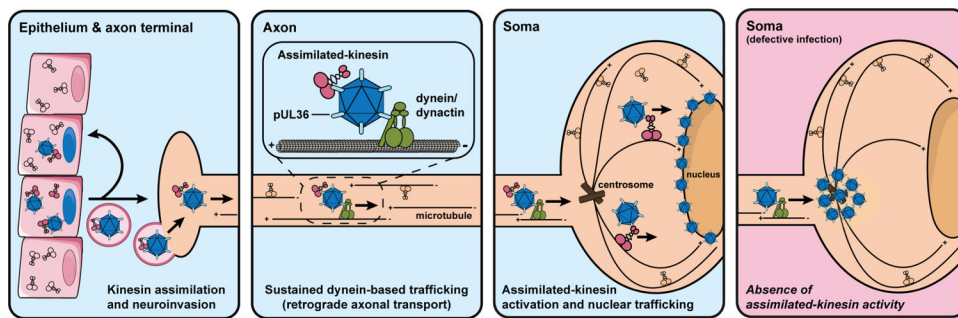 Epithelium & axon terminal
Kinesin assimilation
and neuroinvasion
Axon
Assimilated-kinesin
pUL36
dynein/
dynactin
+
-
microtubule
+
+
Sustained dynein-based trafficking
(retrograde axonal transport)
Soma
+
+
nucleus
centrosome
+
+
+
Assimilated-kinesin
activation and nuclear trafficking
Soma
(defective infection)
+
+
+
+
+
Absence of
assimilated-kinesin activity